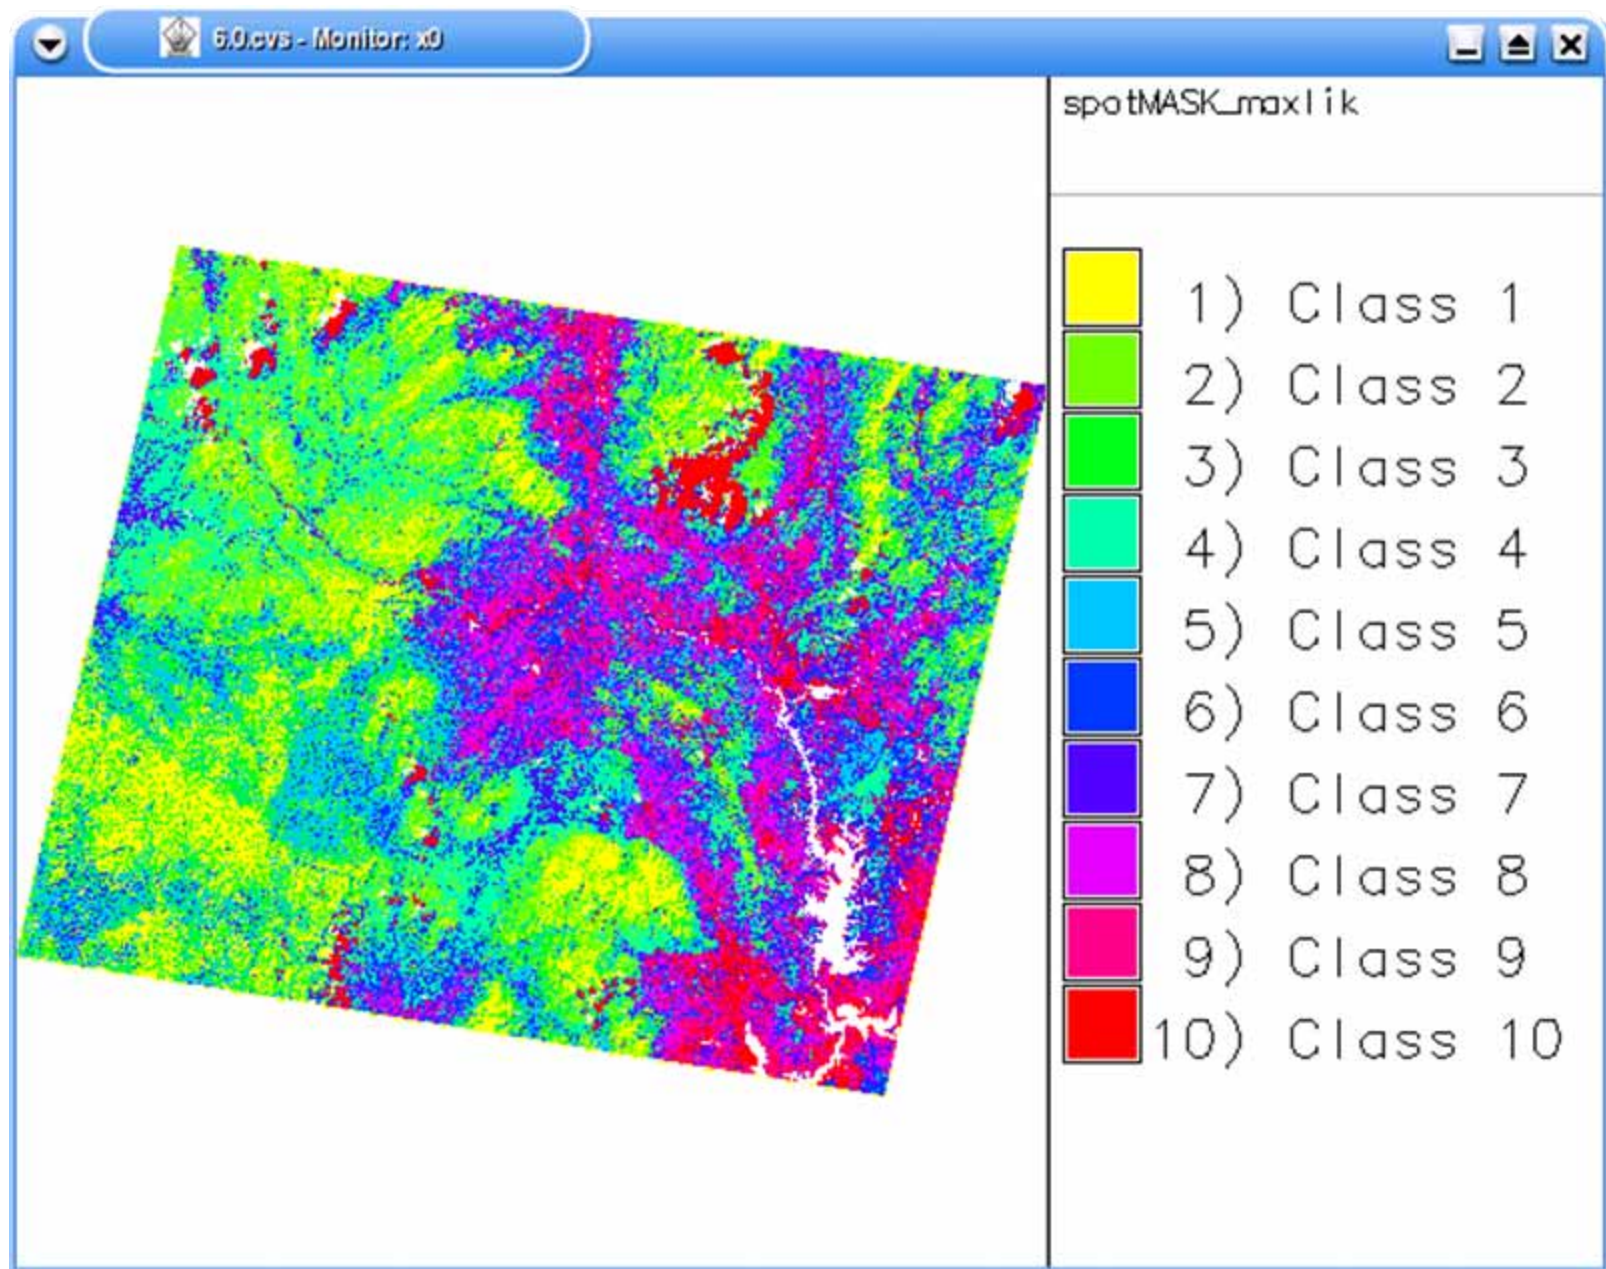 6.0.cvs - Monitor: x0
spotMASK_maxlik
1) Class 1
2) Class 2
3) Class 3
4) Class 4
5) Class 5
6) Class 6
7) Class 7
8) Class 8
9) Class 9
10) Class 10